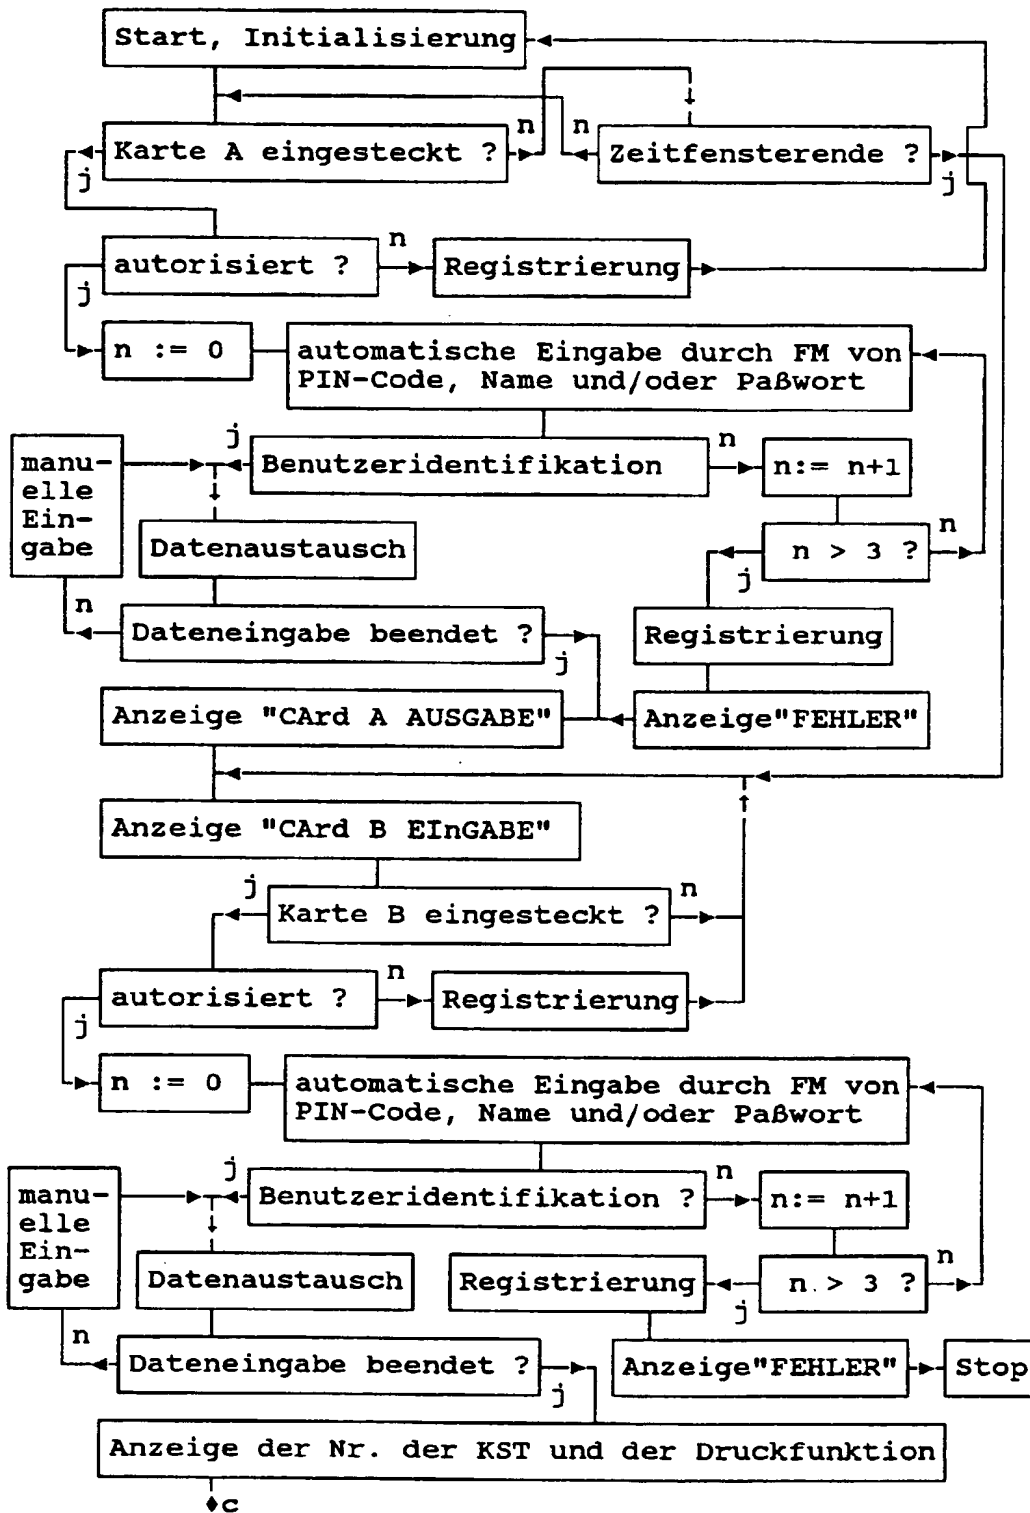 Start, Initialisierung
n n
Karte A eingesteckt ? Zeitfensterende ?
j j
n
autorisiert ? Registrierung
j
n := 0 automatische Eingabe durch FM von
PIN-Code, Name und/oder Paßwort
j n
manu- Benutzeridentifikation n:= n+1
elle
Ein-
gabe Datenaustausch n > 3 ? n
j
n
Dateneingabe beendet ? Registrierung
j
Anzeige "CArd A AUSGABE" Anzeige"FEHLER"
Anzeige "CArd B EInGABE"
j n
Karte B eingesteckt ?
n
autorisiert ? Registrierung
j
n := 0 automatische Eingabe durch FM von
PIN-Code, Name und/oder Paßwort
j n
manu- Benutzeridentifikation ? n:= n+1
elle
Ein-
gabe Datenaustausch Registrierung n > 3 ? n
j
n
Dateneingabe beendet ? Anzeige"FEHLER" Stop
j
Anzeige der Nr. der KST und der Druckfunktion
♦c